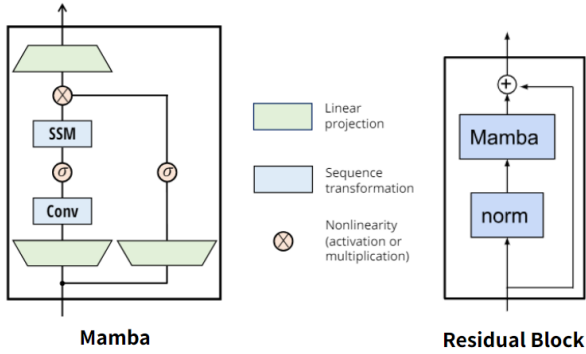 SSM
σ
σ
Conv
Mamba
Linear
projection
Sequence
transformation
Nonlinearity
(activation or
multiplication)
+
Mamba
norm
Residual Block